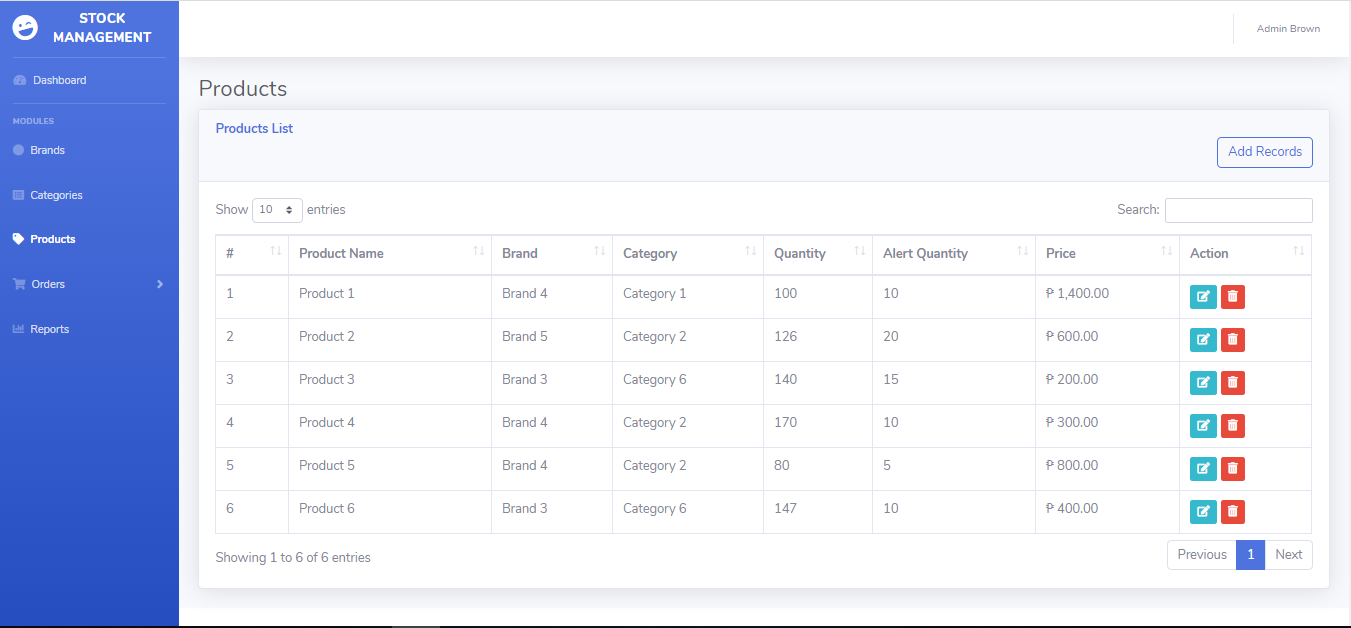 STOCK
MANAGEMENT
Admin Brown
Dashboard
MODULES
Brands
Categories
Products
Orders
Reports
Products
Products List
Add Records
Show 10 entries
Search:
# Product Name Brand Category Quantity Alert Quantity Price Action
1 Product 1 Brand 4 Category 1 100 10 ₱ 1,400.00
2 Product 2 Brand 5 Category 2 126 20 ₱ 600.00
3 Product 3 Brand 3 Category 6 140 15 ₱ 200.00
4 Product 4 Brand 4 Category 2 170 10 ₱ 300.00
5 Product 5 Brand 4 Category 2 80 5 ₱ 800.00
6 Product 6 Brand 3 Category 6 147 10 ₱ 400.00
Showing 1 to 6 of 6 entries
Previous 1 Next